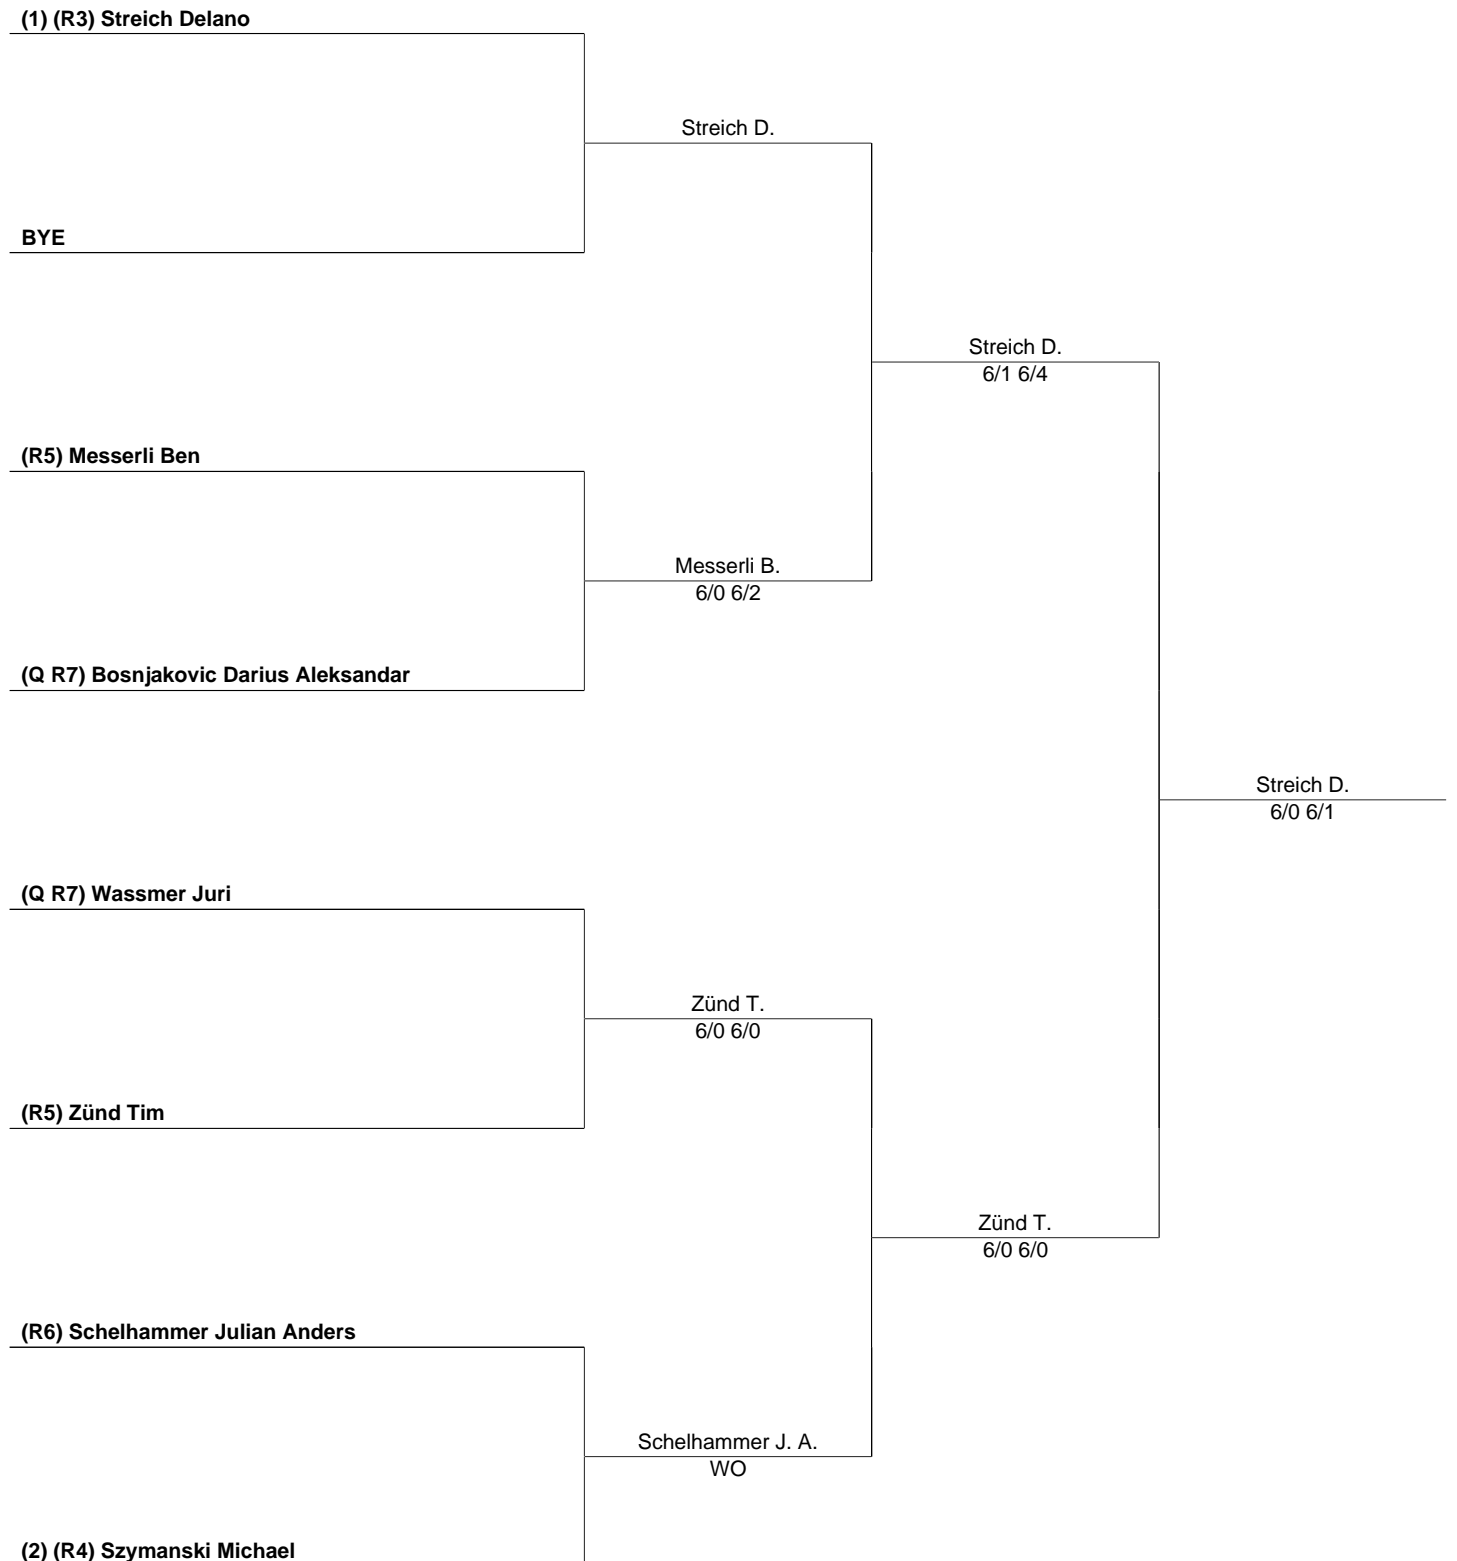 (1) (R3) Streich Delano
Streich D.
BYE
Streich D.
6/1 6/4
(R5) Messerli Ben
Messerli B.
6/0 6/2
(Q R7) Bosnjakovic Darius Aleksandar
Streich D.
6/0 6/1
(Q R7) Wassmer Juri
Zünd T.
6/0 6/0
(R5) Zünd Tim
Zünd T.
6/0 6/0
(R6) Schelhammer Julian Anders
Schelhammer J. A.
WO
(2) (R4) Szymanski Michael